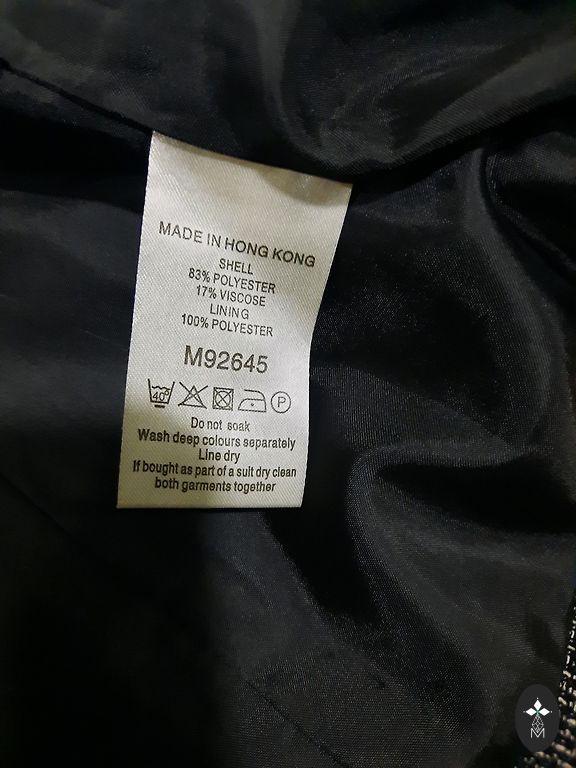 MADE IN HONG KONG
SHELL
83% POLYESTER
17% VISCOSE
LINING
100% POLYESTER
M92645
40° P
Do not soak
Wash deep colours separately
Line dry
If bought as part of a suit dry clean
both garments together
M